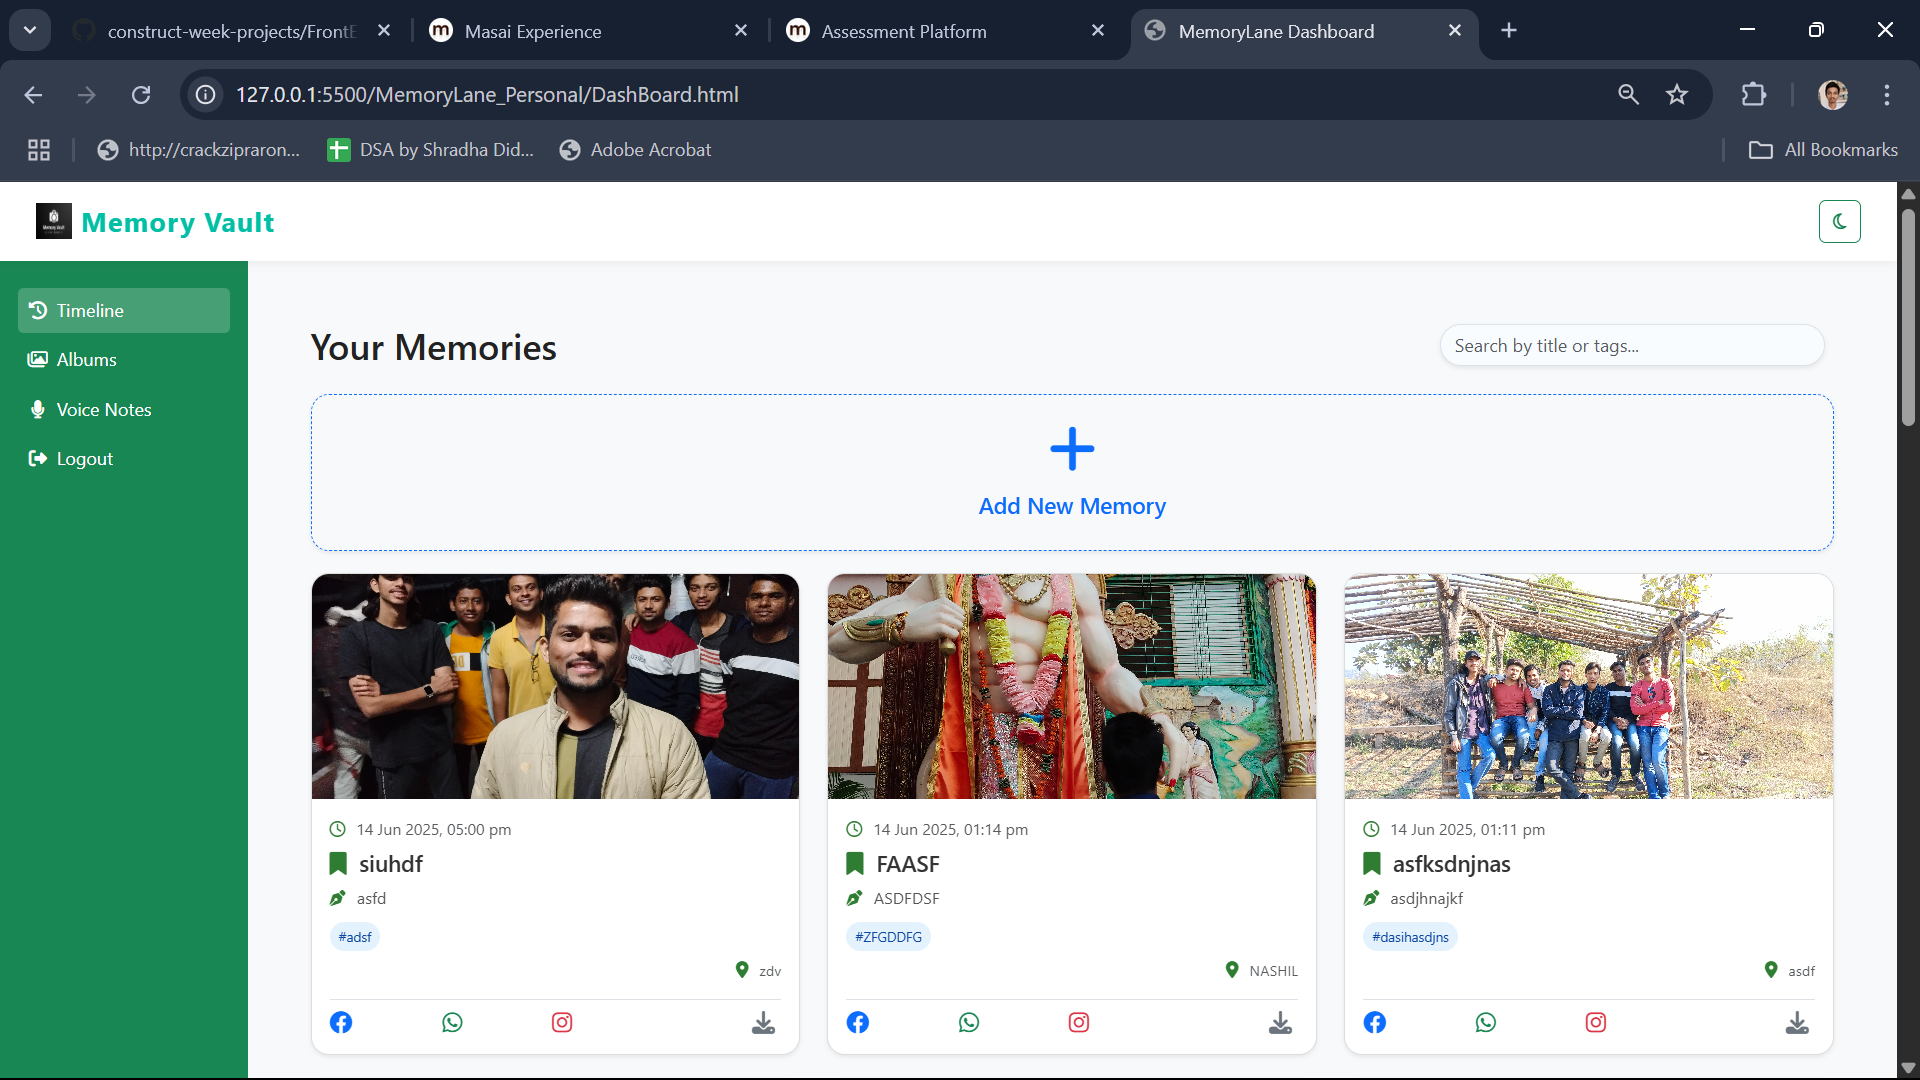 construct-week-projects/FrontE
Masai Experience
Assessment Platform
MemoryLane Dashboard
127.0.0.1:5500/MemoryLane_Personal/DashBoard.html
http://crackzipraron...
DSA by Shradha Did...
Adobe Acrobat
All Bookmarks
Memory Vault
Timeline
Albums
Voice Notes
Logout
Your Memories
Search by title or tags...
Add New Memory
14 Jun 2025, 05:00 pm
siuhdf
asfd
#adsf
zdv
14 Jun 2025, 01:14 pm
FAASF
ASDFDSF
#ZFGDDFG
NASHIL
14 Jun 2025, 01:11 pm
asfksdnjnas
asdjhnajkf
#dasihasdjns
asdf